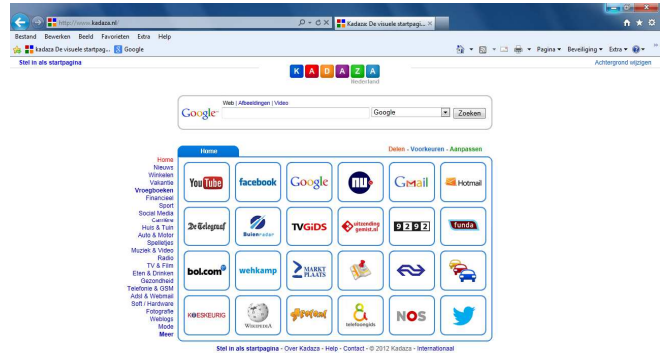 http://www.kadaza.nl/
Kadaza: De visuele startpagi...
Bestand Bewerken Beeld Favorieten Extra Help
kadaza De visuele startpag... Google
Pagina Beveiliging Extra
Stel in als startpagina
Achtergrond wijzigen
KADAZA
Nederland
Web | Afbeeldingen | Video
Google
Google
Zoeken
Home
Delen - Voorkeuren - Aanpassen
Home
Nieuws
Winkelen
Vakantie
Vroegboeken
Financieel
Sport
Social Media
Carrière
Huis & Tuin
Auto & Motor
Spelletjes
Muziek & Video
Radio
TV & Film
Eten & Drinken
Gezondheid
Telefonie & GSM
Adsl & Webmail
Soft / Hardware
Fotografie
Weblogs
Mode
Meer
YouTube facebook Google nu Gmail Hotmail
De Telegraaf Buienradar TVGiDS uitzending gemist.nl 9292 funda
bol.com wehkamp MARKTPLAATS
KIESKEURIG WIKIPEDIA telefoongids NOS
Stel in als startpagina - Over Kadaza - Help - Contact - © 2012 Kadaza - Internationaal